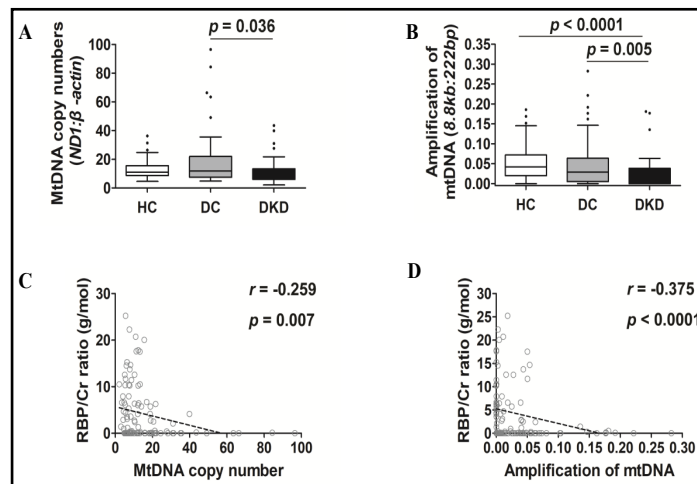 A
p = 0.036
MtDNA copy numbers
(ND1:β -actin)
100
80
60
40
20
0
HC DC DKD
B
p < 0.0001
p = 0.005
Amplification of
mtDNA (8.8kb:222bp)
0.35
0.30
0.25
0.20
0.15
0.10
0.05
0.00
HC DC DKD
C
r = -0.259
p = 0.007
RBP/Cr ratio (g/mol)
30
20
10
5
0
0 20 40 60 80 100
MtDNA copy number
D
r = -0.375
p < 0.0001
RBP/Cr ratio (g/mol)
30
25
20
15
10
5
0
0.00 0.05 0.10 0.15 0.20 0.25 0.30
Amplification of mtDNA